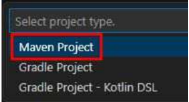 Select project type.
Maven Project
Gradle Project
Gradle Project - Kotlin DSL